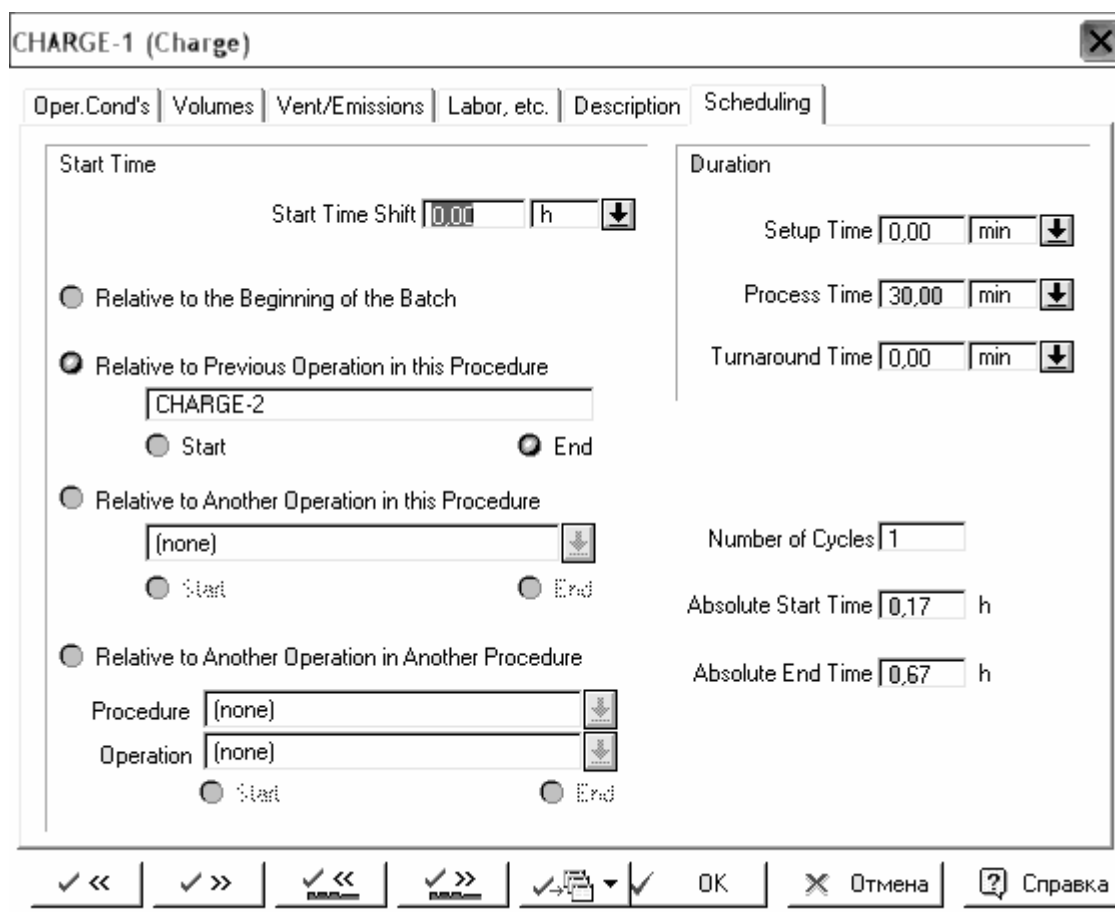 CHARGE-1 (Charge)
Oper.Cond's Volumes Vent/Emissions Labor, etc. Description Scheduling
Start Time
Start Time Shift 0,00 h
Relative to the Beginning of the Batch
Relative to Previous Operation in this Procedure
CHARGE-2
Start End
Relative to Another Operation in this Procedure
(none)
Start End
Relative to Another Operation in Another Procedure
Procedure (none)
Operation (none)
Start End
Duration
Setup Time 0,00 min
Process Time 30,00 min
Turnaround Time 0,00 min
Number of Cycles 1
Absolute Start Time 0,17 h
Absolute End Time 0,67 h
OK Отмена Справка